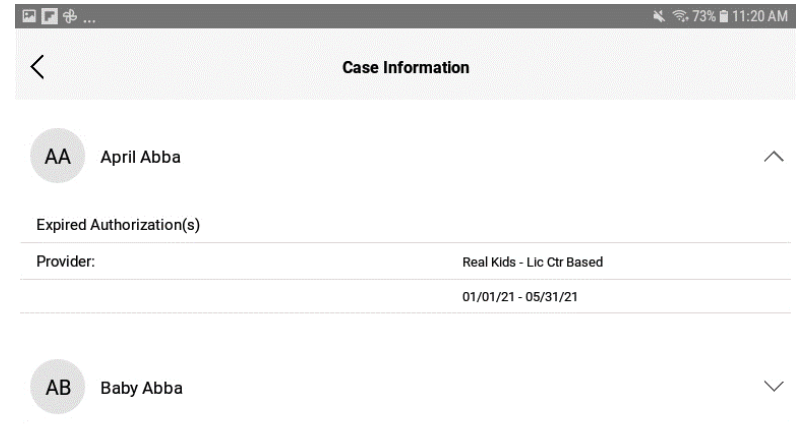 ... 73% 11:20 AM
Case Information
AA April Abba
Expired Authorization(s)
Provider: Real Kids - Lic Ctr Based
01/01/21 - 05/31/21
AB Baby Abba